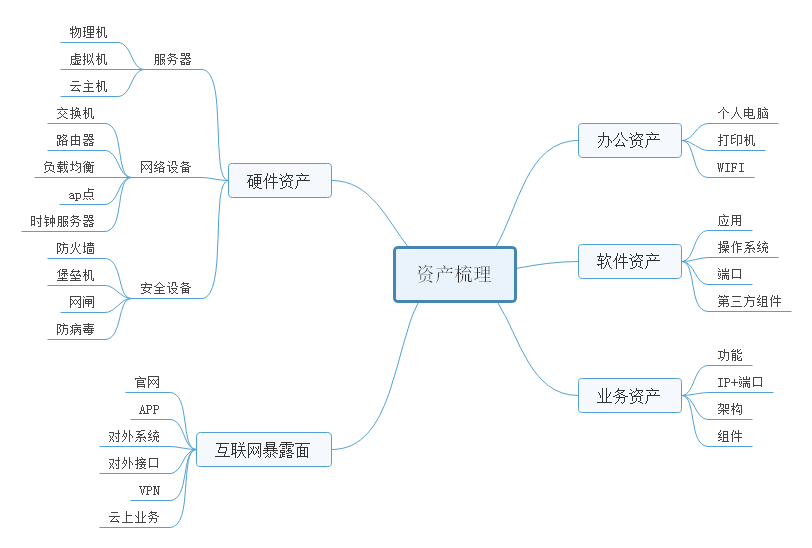 资产梳理
硬件资产
服务器
物理机
虚拟机
云主机
网络设备
交换机
路由器
负载均衡
ap点
时钟服务器
安全设备
防火墙
堡垒机
网闸
防病毒
互联网暴露面
官网
APP
对外系统
对外接口
VPN
云上业务
办公资产
个人电脑
打印机
WIFI
软件资产
应用
操作系统
端口
第三方组件
业务资产
功能
IP+端口
架构
组件